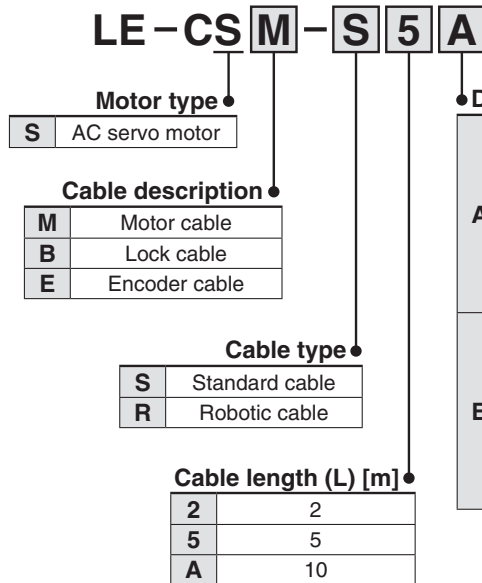 LE – CS M – S 5 A
Motor type
S AC servo motor
Cable description
M Motor cable
B Lock cable
E Encoder cable
Cable type
S Standard cable
R Robotic cable
Cable length (L) [m]
2 2
5 5
A 10